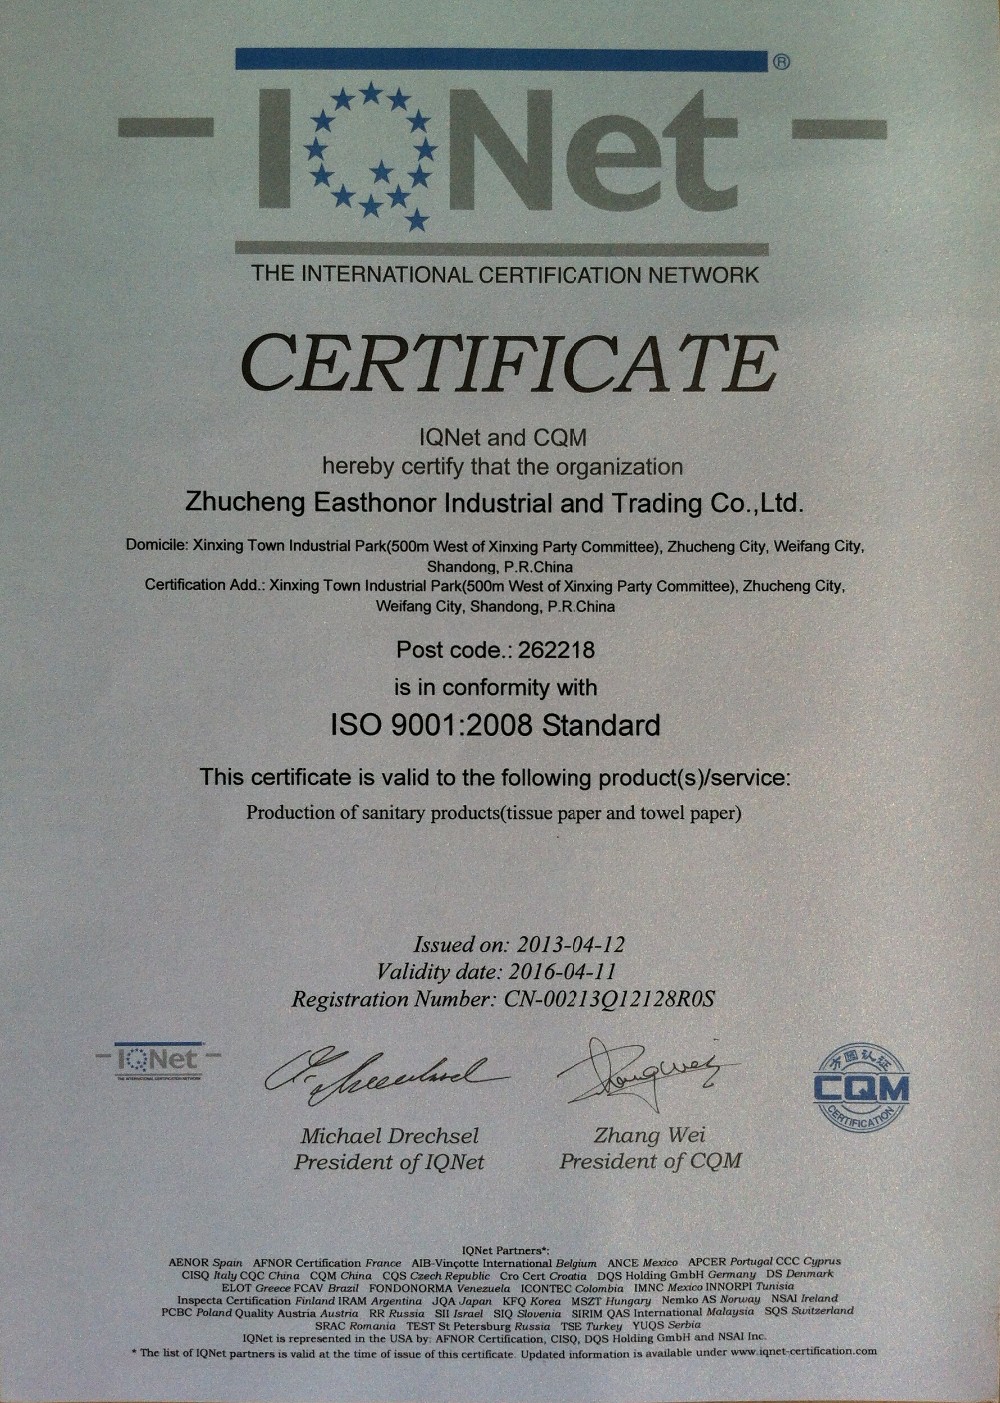 IQNet®
THE INTERNATIONAL CERTIFICATION NETWORK
CERTIFICATE
IQNet and CQM
hereby certify that the organization
Zhucheng Easthonor Industrial and Trading Co.,Ltd.
Domicile: Xinxing Town Industrial Park(500m West of Xinxing Party Committee), Zhucheng City, Weifang City,
Shandong, P.R.China
Certification Add.: Xinxing Town Industrial Park(500m West of Xinxing Party Committee), Zhucheng City,
Weifang City, Shandong, P.R.China
Post code.: 262218
is in conformity with
ISO 9001:2008 Standard
This certificate is valid to the following product(s)/service:
Production of sanitary products(tissue paper and towel paper)
Issued on: 2013-04-12
Validity date: 2016-04-11
Registration Number: CN-00213Q12128R0S
IQNet
THE INTERNATIONAL CERTIFICATION NETWORK
Zhang Wei
方圆认证
CQM
CERTIFICATION
Michael Drechsel
President of IQNet
Zhang Wei
President of CQM
IQNet Partners*:
AENOR Spain AFNOR Certification France AIB-Vinçotte International Belgium ANCE Mexico APCER Portugal CCC Cyprus
CISQ Italy CQC China CQM China CQS Czech Republic Cro Cert Croatia DQS Holding GmbH Germany DS Denmark
ELOT Greece FCAV Brazil FONDONORMA Venezuela ICONTEC Colombia IMNC Mexico INNORPI Tunisia
Inspecta Certification Finland IRAM Argentina JQA Japan KFQ Korea MSZT Hungary Nemko AS Norway NSAI Ireland
PCBC Poland Quality Austria Austria RR Russia SII Israel SIQ Slovenia SIRIM QAS International Malaysia SQS Switzerland
SRAC Romania TEST St Petersburg Russia TSE Turkey YUQS Serbia
IQNet is represented in the USA by: AFNOR Certification, CISQ, DQS Holding GmbH and NSAI Inc.
* The list of IQNet partners is valid at the time of issue of this certificate. Updated information is available under www.iqnet-certification.com